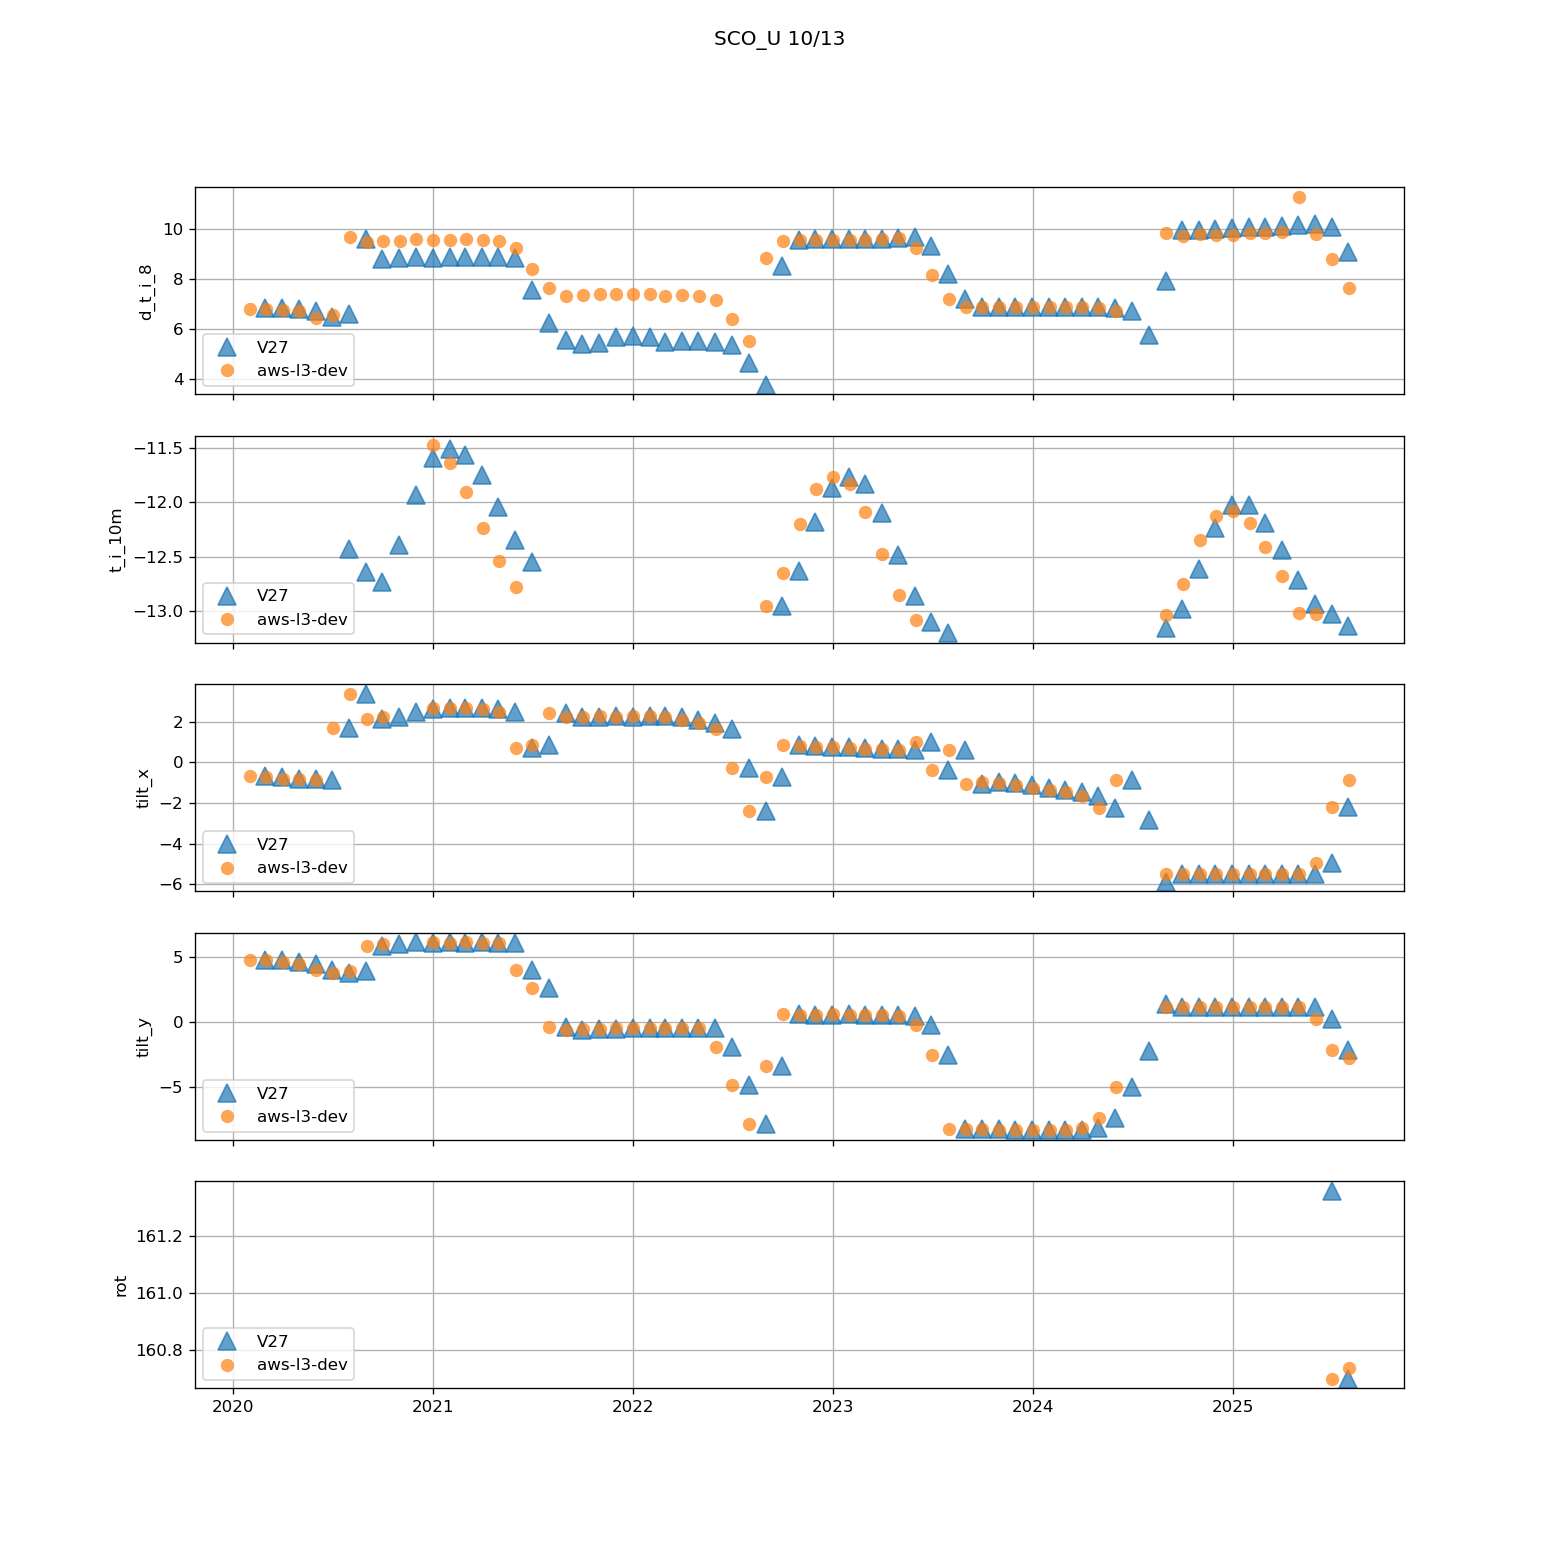 SCO_U 10/13
d_t_i_8
10
8
6
4
V27
aws-l3-dev
t_i_10m
−11.5
−12.0
−12.5
−13.0
V27
aws-l3-dev
tilt_x
2
0
−2
−4
−6
V27
aws-l3-dev
tilt_y
5
0
−5
V27
aws-l3-dev
rot
161.2
161.0
160.8
V27
aws-l3-dev
2020 2021 2022 2023 2024 2025